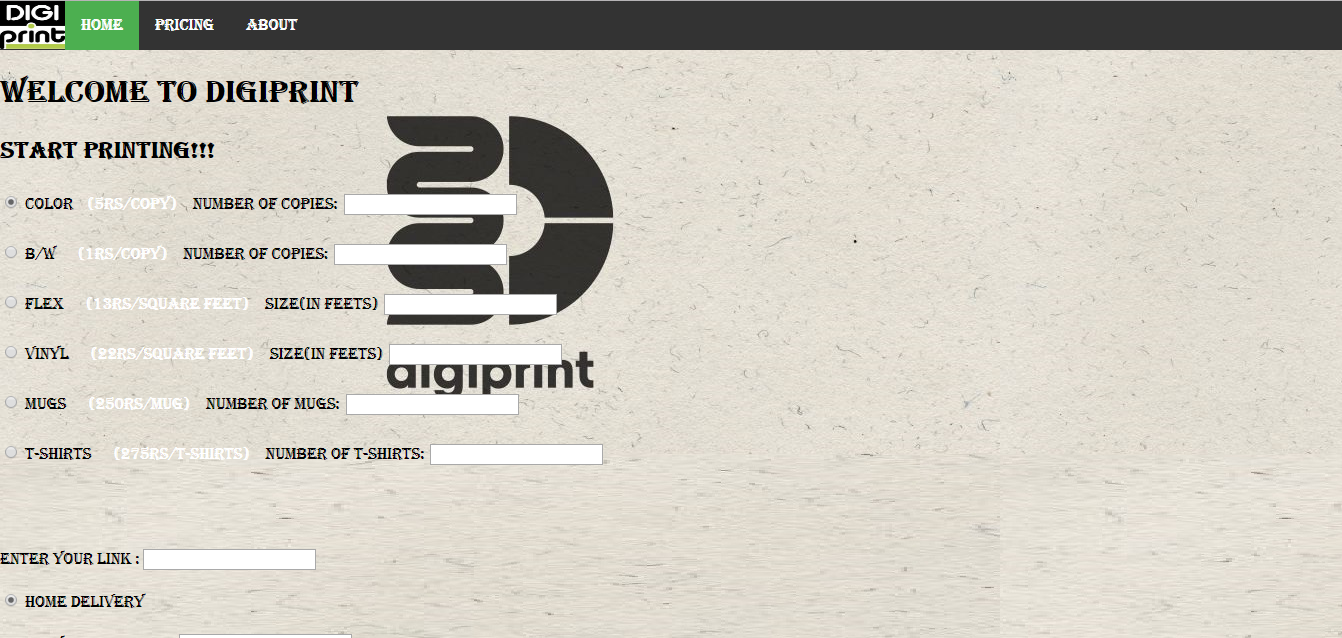 DIGI
print
HOME PRICING ABOUT
WELCOME TO DIGIPRINT
START PRINTING!!!
COLOR (5RS/COPY) NUMBER OF COPIES:
B/W (1RS/COPY) NUMBER OF COPIES:
FLEX (13RS/SQUARE FEET) SIZE(IN FEETS)
VINYL (22RS/SQUARE FEET) SIZE(IN FEETS)
digiprint
MUGS (250RS/MUG) NUMBER OF MUGS:
T-SHIRTS (275RS/T-SHIRTS) NUMBER OF T-SHIRTS:
ENTER YOUR LINK :
HOME DELIVERY